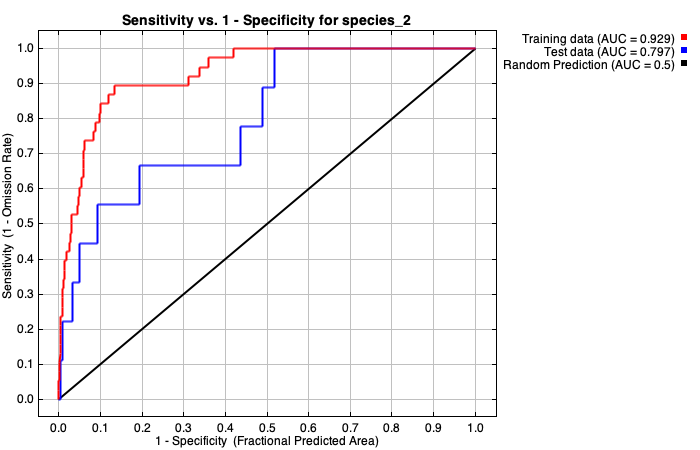 Sensitivity vs. 1 - Specificity for species_2
Training data (AUC = 0.929)
Test data (AUC = 0.797)
Random Prediction (AUC = 0.5)
Sensitivity (1 - Omission Rate)
1.0
0.9
0.8
0.7
0.6
0.5
0.4
0.3
0.2
0.1
0.0
0.0 0.1 0.2 0.3 0.4 0.5 0.6 0.7 0.8 0.9 1.0
1 - Specificity (Fractional Predicted Area)